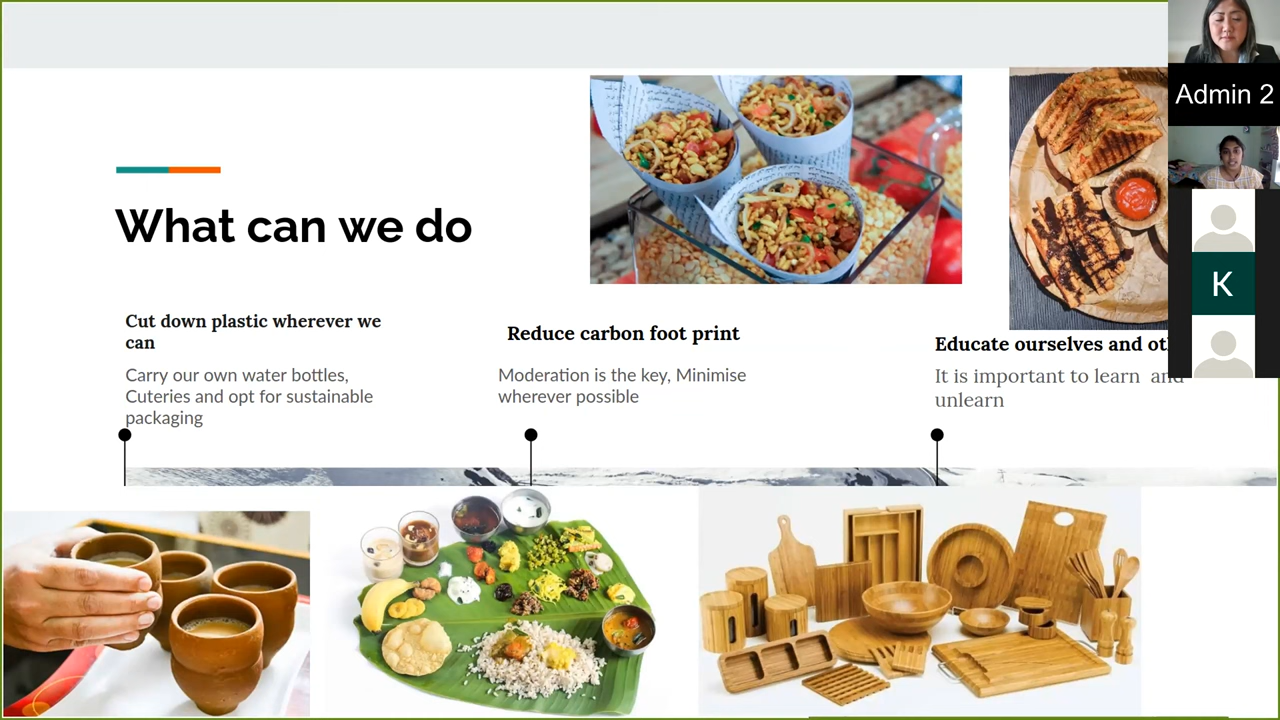 What can we do
Cut down plastic wherever we
can
Carry our own water bottles,
Cuteries and opt for sustainable
packaging
Reduce carbon foot print
Moderation is the key, Minimise
wherever possible
Educate ourselves and
It is important to learn and
unlearn
Admin 2
K